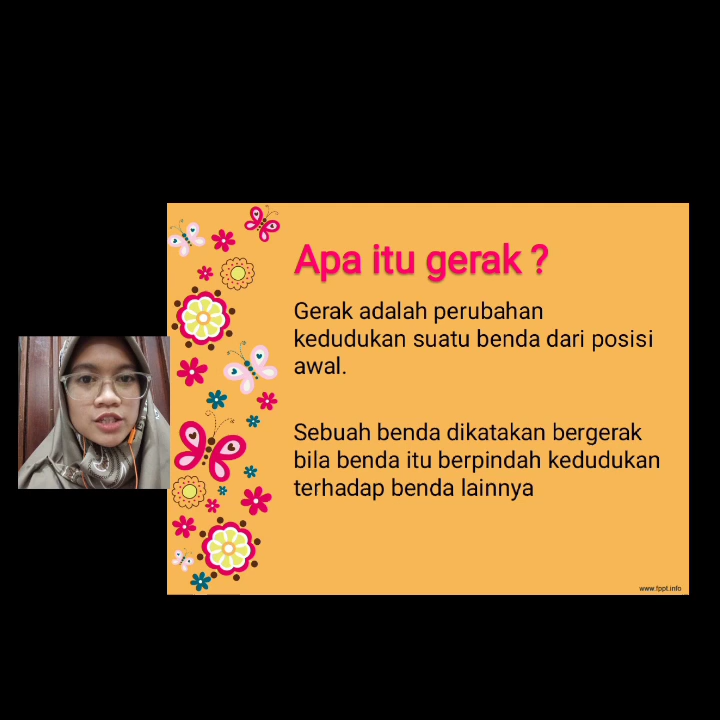 Apa itu gerak ?
Gerak adalah perubahan
kedudukan suatu benda dari posisi
awal.
Sebuah benda dikatakan bergerak
bila benda itu berpindah kedudukan
terhadap benda lainnya
www.fppt.info